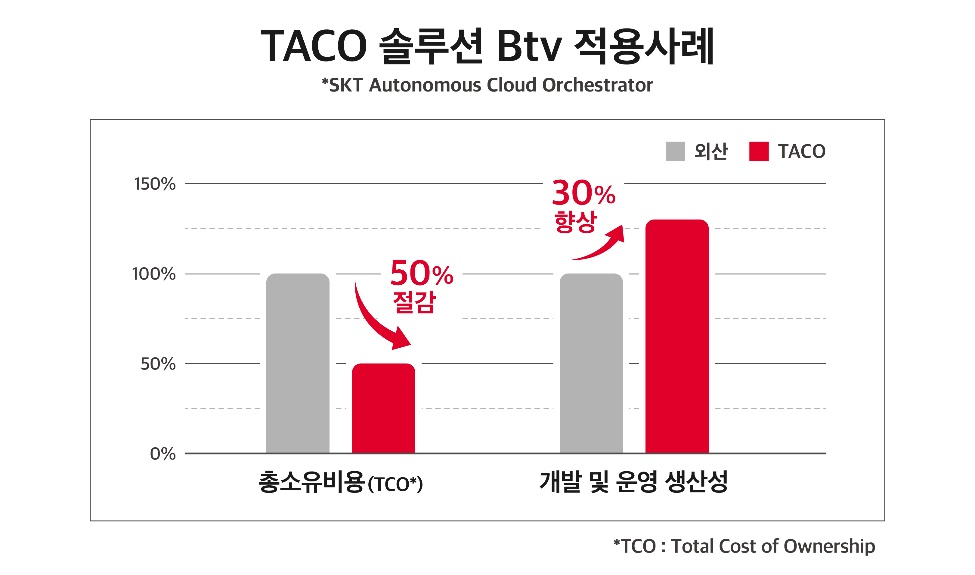 TACO 솔루션 Btv 적용사례
*SKT Autonomous Cloud Orchestrator
외산 TACO
150%
100%
50%
0%
50%
절감
30%
향상
총소유비용(TCO*)
개발 및 운영 생산성
*TCO : Total Cost of Ownership